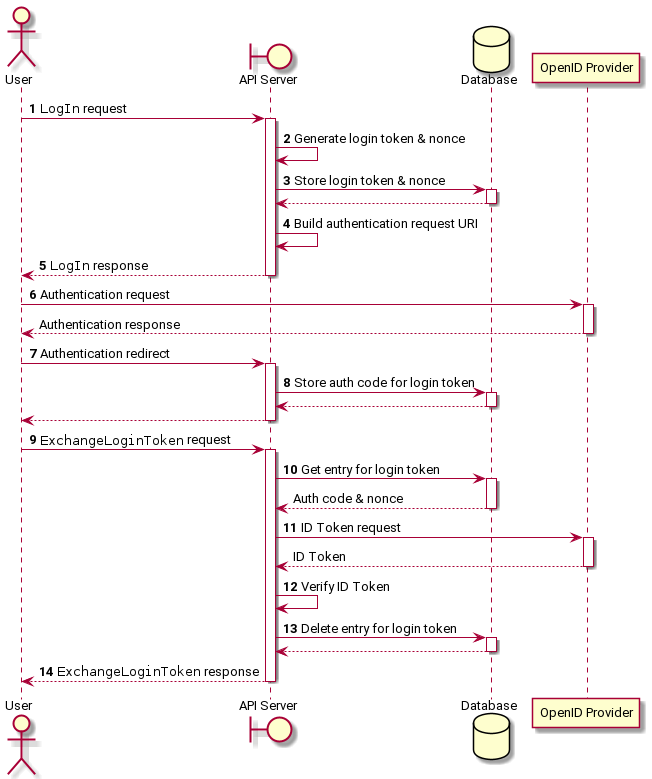 User
API Server
Database
OpenID Provider
1 LogIn request
2 Generate login token & nonce
3 Store login token & nonce
4 Build authentication request URI
5 LogIn response
6 Authentication request
Authentication response
7 Authentication redirect
8 Store auth code for login token
9 ExchangeLoginToken request
10 Get entry for login token
Auth code & nonce
11 ID Token request
ID Token
12 Verify ID Token
13 Delete entry for login token
14 ExchangeLoginToken response
User
API Server
Database
OpenID Provider